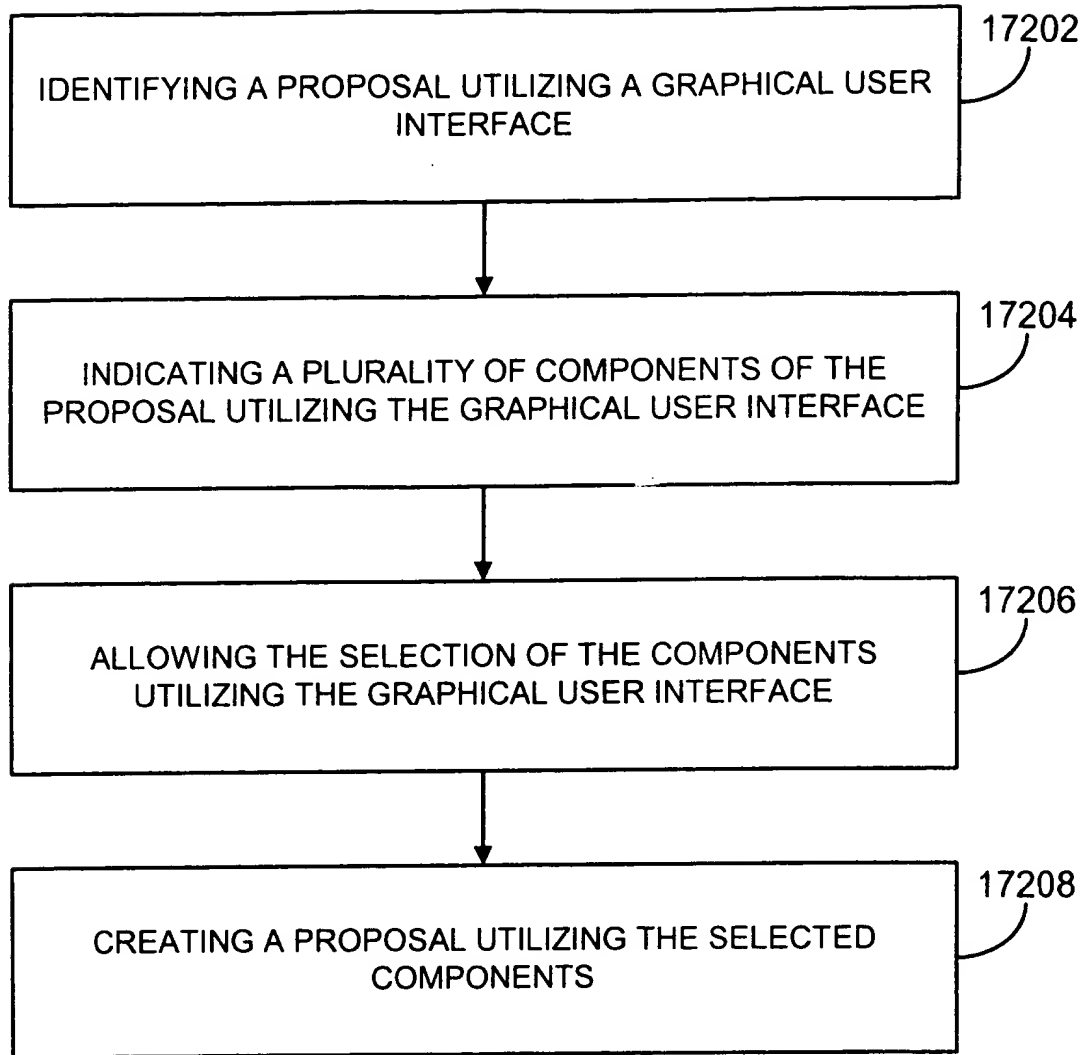 17202
IDENTIFYING A PROPOSAL UTILIZING A GRAPHICAL USER
INTERFACE
17204
INDICATING A PLURALITY OF COMPONENTS OF THE
PROPOSAL UTILIZING THE GRAPHICAL USER INTERFACE
17206
ALLOWING THE SELECTION OF THE COMPONENTS
UTILIZING THE GRAPHICAL USER INTERFACE
17208
CREATING A PROPOSAL UTILIZING THE SELECTED
COMPONENTS